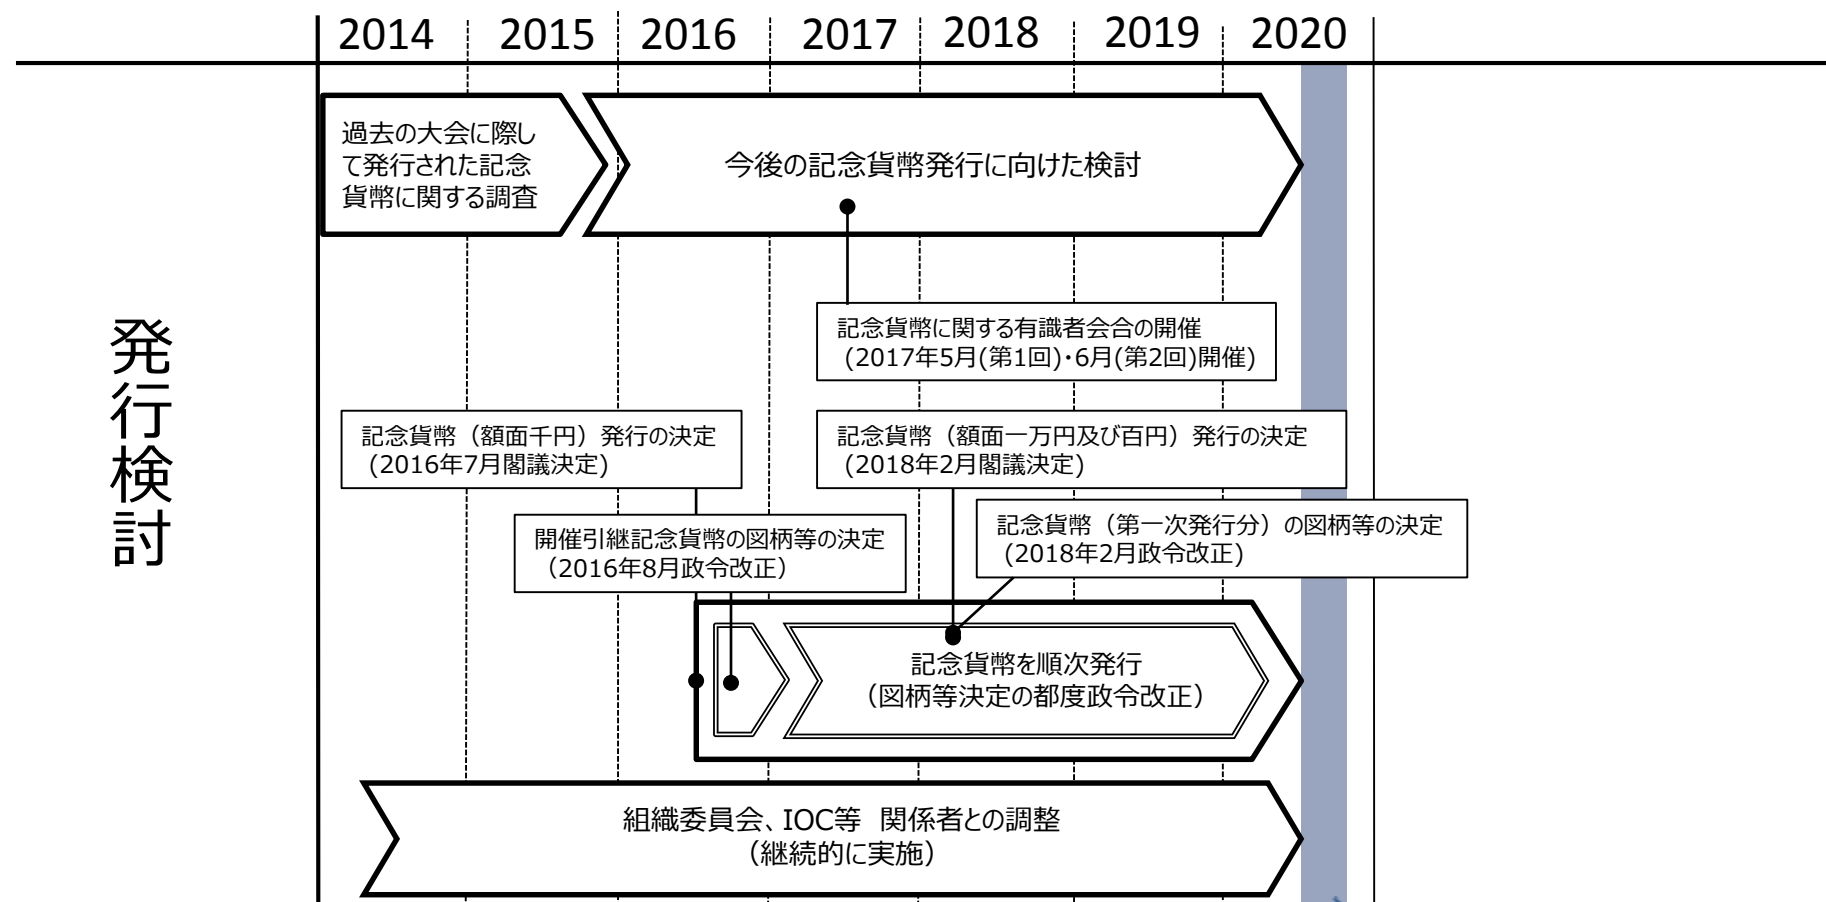 2014 2015 2016 2017 2018 2019 2020
発行検討
過去の大会に際し
て発行された記念
貨幣に関する調査
今後の記念貨幣発行に向けた検討
記念貨幣に関する有識者会合の開催
(2017年5月(第1回)・6月(第2回)開催)
記念貨幣（額面千円）発行の決定
(2016年7月閣議決定)
記念貨幣（額面一万円及び百円）発行の決定
(2018年2月閣議決定)
開催引継記念貨幣の図柄等の決定
（2016年8月政令改正）
記念貨幣（第一次発行分）の図柄等の決定
(2018年2月政令改正)
記念貨幣を順次発行
（図柄等決定の都度政令改正）
組織委員会、IOC等　関係者との調整
（継続的に実施）